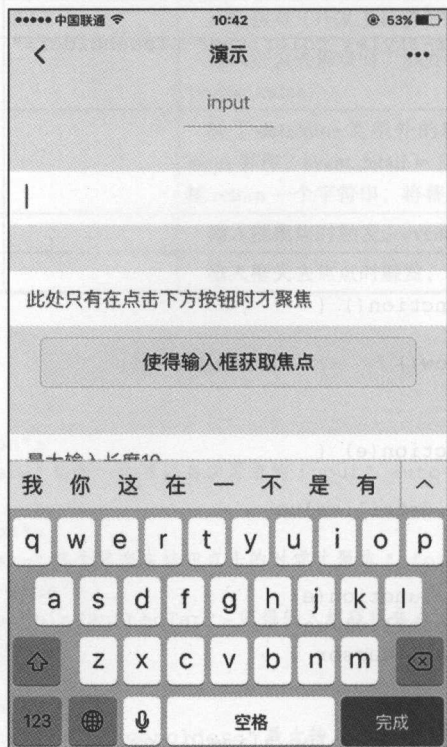 中国联通 10:42 53%
演示
input
此处只有在点击下方按钮时才聚焦
使得输入框获取焦点
最大输入长度10
我 你 这 在 一 不 是 有
q w e r t y u i o p
a s d f g h j k l
z x c v b n m
123 空格 完成